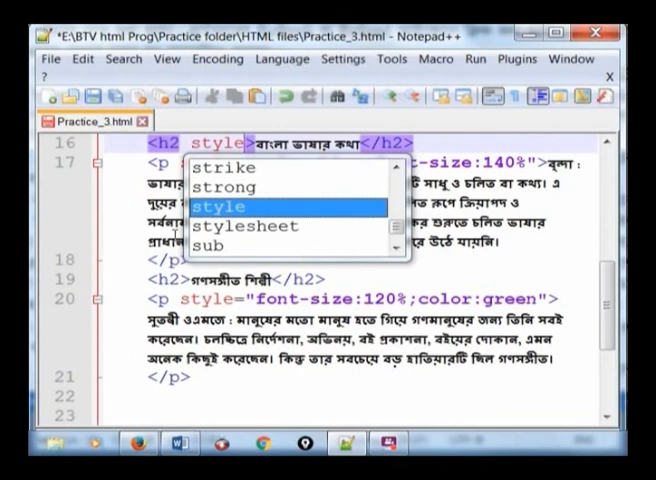 *E:\BTV html Prog\Practice folder\HTML files\Practice_3.html - Notepad++
File Edit Search View Encoding Language Settings Tools Macro Run Plugins Window X
?
Practice_3.html
16 <h2 style>বাংলা ভাষার কথা</h2>
17 <p s t-size:140%">বৃন্দা :
strike
strong
style
stylesheet
sub
ভাষার টি সাধু ও চলিত বা কথ্য। এ
দুয়ের ত রূপে ক্রিয়াপদ ও
সর্বনাম কর শুরুতে চলিত ভাষার
প্রাধান রে উঠে যায়নি।
18 </p>
19 <h2>গণসঙ্গীত শিল্পী</h2>
20 <p style="font-size:120%;color:green">
সূতন্বী ওএমজে : মানুষের মতো মানুষ হতে গিয়ে গণমানুষের জন্য তিনি সবই
করেছেন। চলচ্চিত্রে নির্দেশনা, অভিনয়, বই প্রকাশনা, বইয়ের দোকান, এমন
অনেক কিছুই করেছেন। কিন্তু তার সবচেয়ে বড় হাতিয়ারটি ছিল গণসঙ্গীত।
21 </p>
22
23